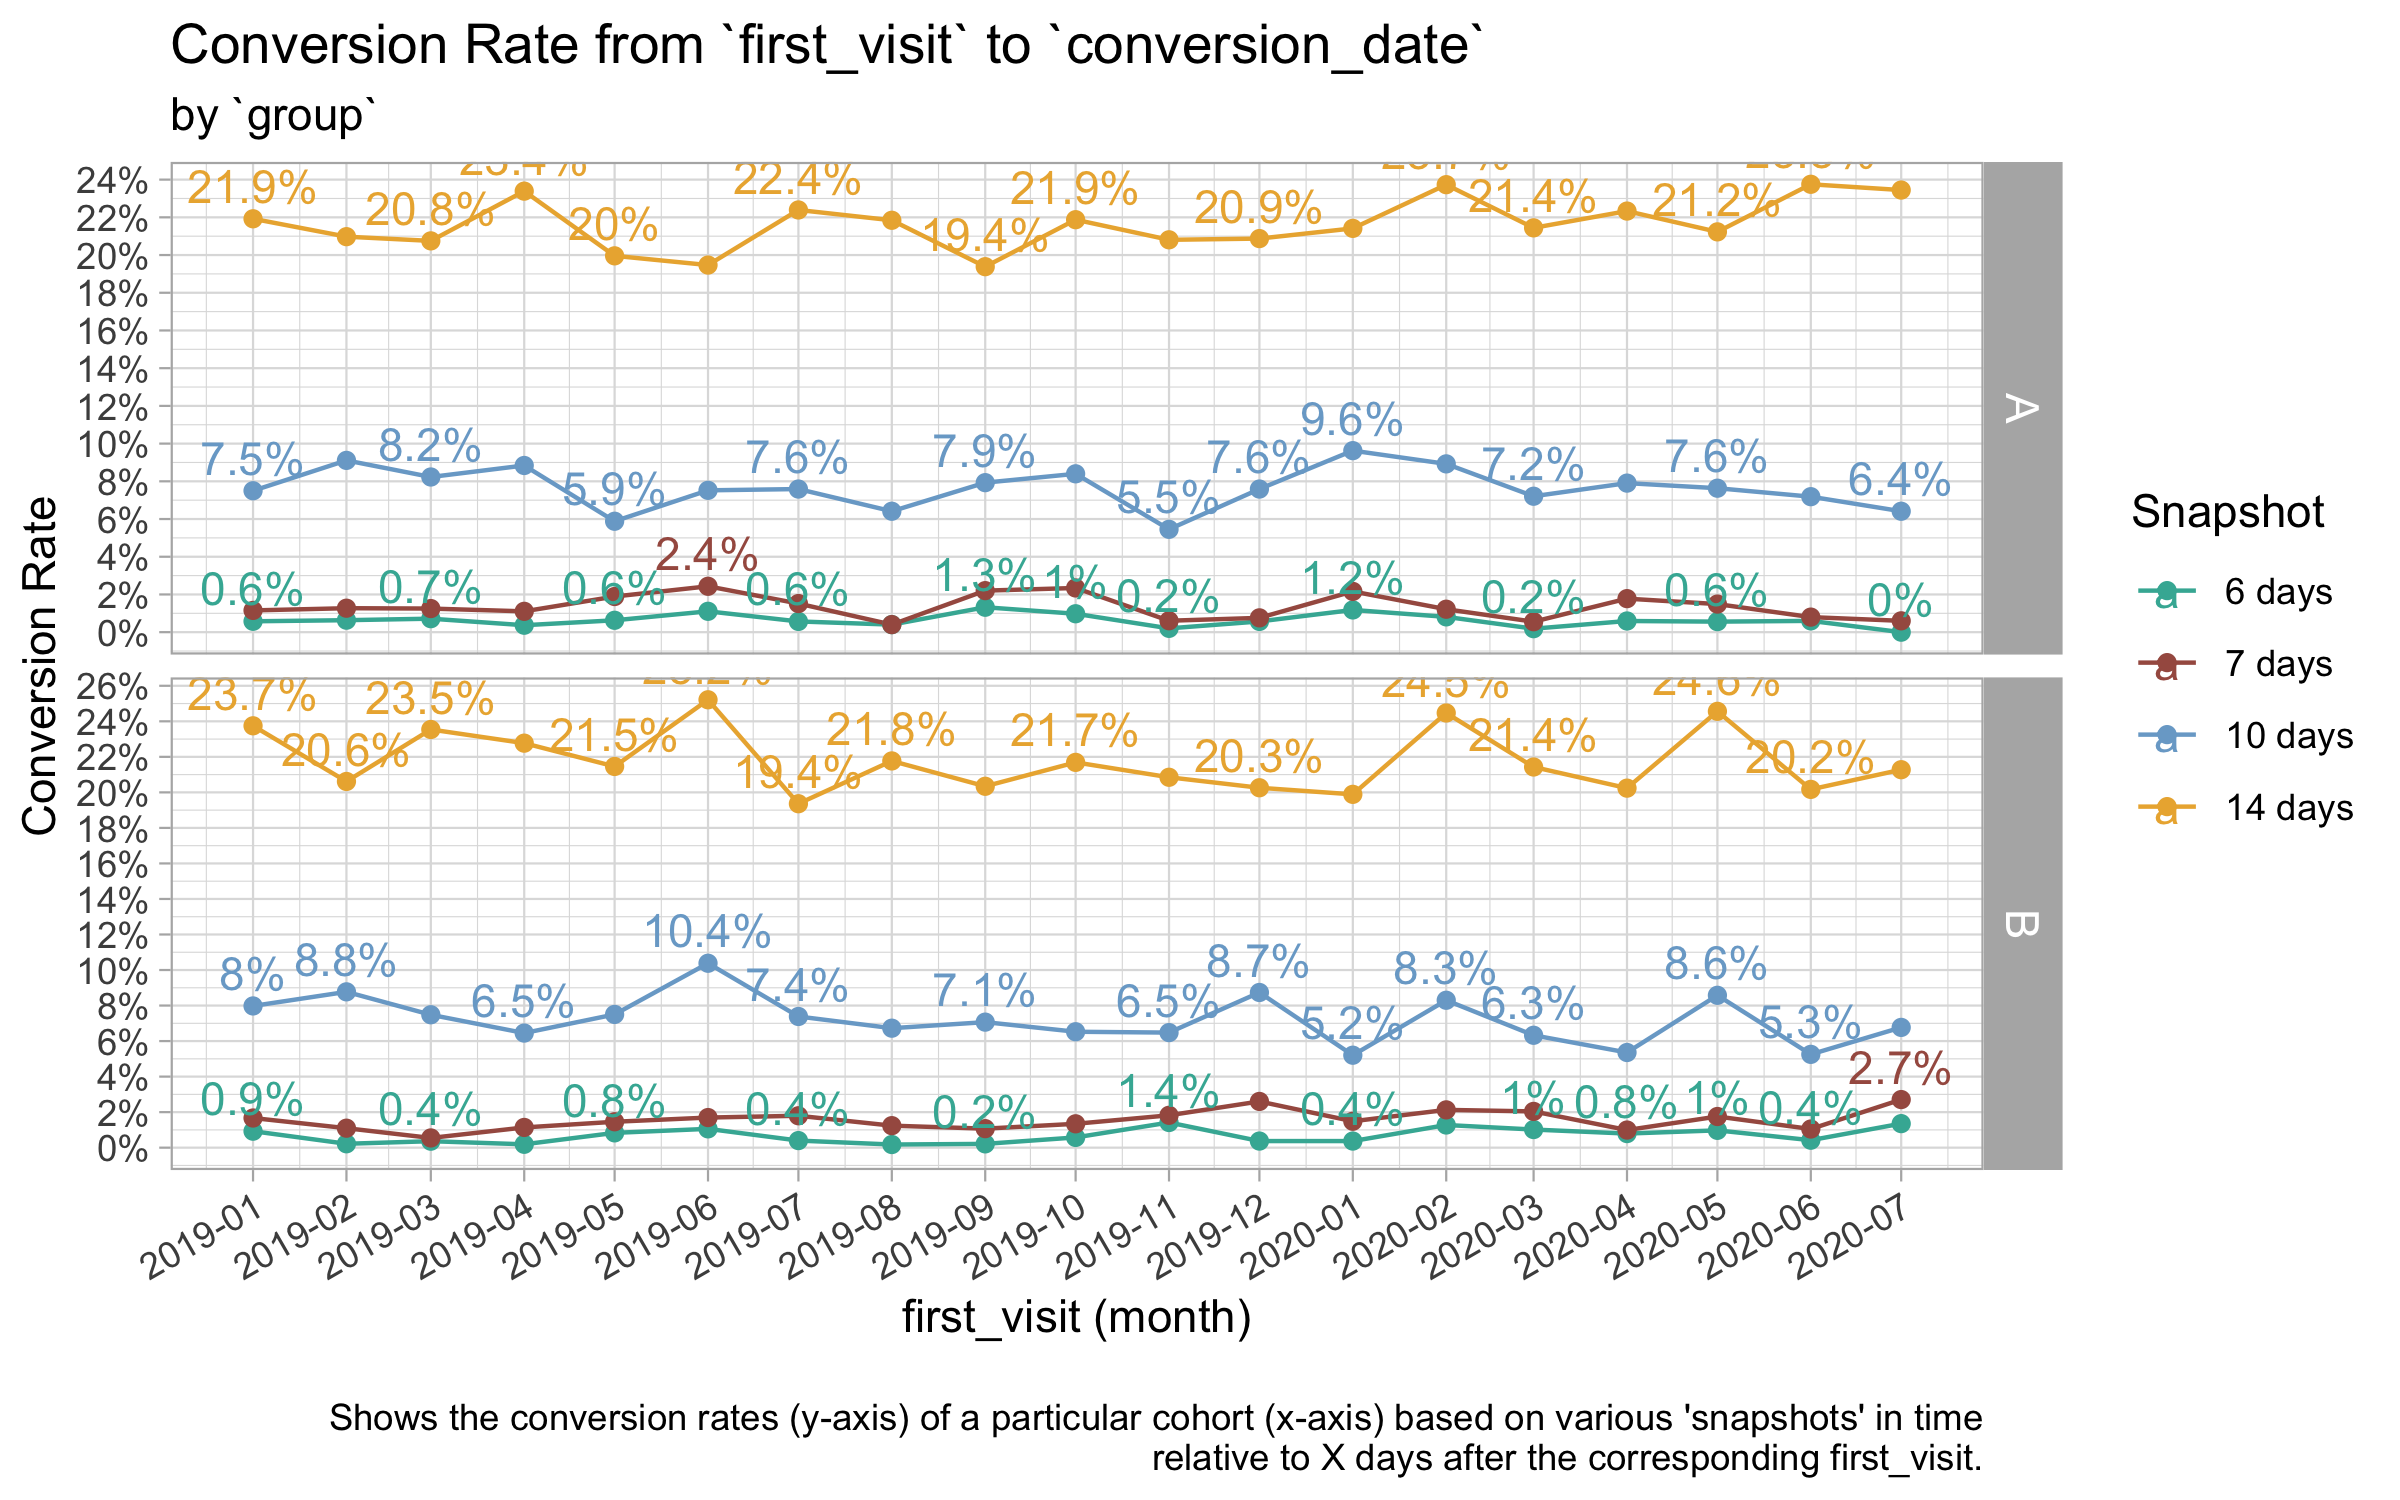 Conversion Rate from `first_visit` to `conversion_date`
by `group`
Conversion Rate
24%
22%
20%
18%
16%
14%
12%
10%
8%
6%
4%
2%
0%
21.9% 20.8% 23.4% 20% 22.4% 19.4% 21.9% 20.9% 21.4% 21.2%
7.5% 8.2% 5.9% 7.6% 7.9% 5.5% 7.6% 9.6% 7.2% 7.6% 6.4%
2.4%
0.6% 0.7% 0.6% 0.6% 1.3% 1% 0.2% 1.2% 0.2% 0.6% 0%
A
26%
24%
22%
20%
18%
16%
14%
12%
10%
8%
6%
4%
2%
0%
23.7% 20.6% 23.5% 21.5% 25.2% 19.4% 21.8% 21.7% 20.3% 24.5% 21.4% 24.6% 20.2%
8% 8.8% 6.5% 10.4% 7.4% 7.1% 6.5% 8.7% 5.2% 8.3% 6.3% 8.6% 5.3%
2.7%
0.9% 0.4% 0.8% 0.4% 0.2% 1.4% 0.4% 1% 0.8% 1% 0.4%
B
2019-01 2019-02 2019-03 2019-04 2019-05 2019-06 2019-07 2019-08 2019-09 2019-10 2019-11 2019-12 2020-01 2020-02 2020-03 2020-04 2020-05 2020-06 2020-07
first_visit (month)
Snapshot
a 6 days
a 7 days
a 10 days
a 14 days
Shows the conversion rates (y-axis) of a particular cohort (x-axis) based on various 'snapshots' in time
relative to X days after the corresponding first_visit.